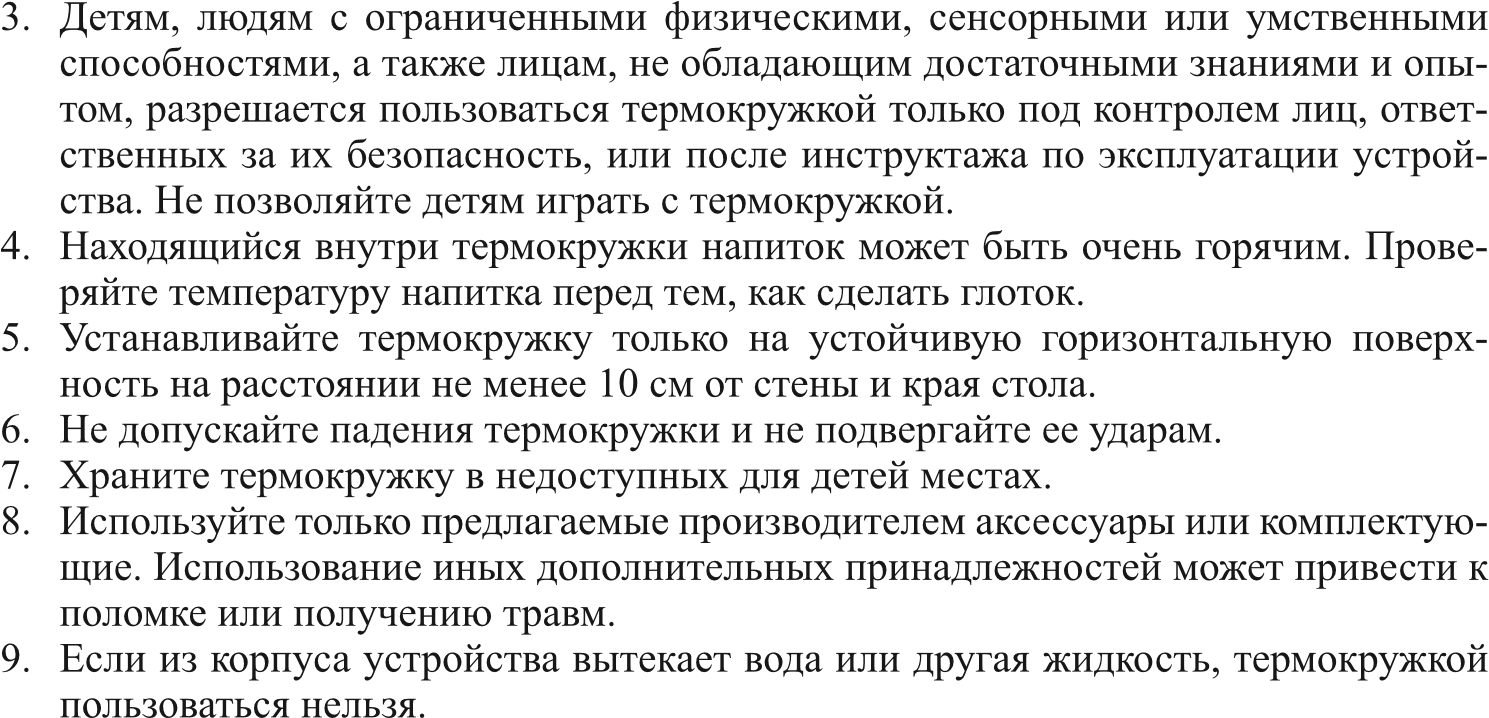 3. Детям, людям с ограниченными физическими, сенсорными или умственными
способностями, а также лицам, не обладающим достаточными знаниями и опы-
том, разрешается пользоваться термокружкой только под контролем лиц, ответ-
ственных за их безопасность, или после инструктажа по эксплуатации устрой-
ства. Не позволяйте детям играть с термокружкой.
4. Находящийся внутри термокружки напиток может быть очень горячим. Прове-
ряйте температуру напитка перед тем, как сделать глоток.
5. Устанавливайте термокружку только на устойчивую горизонтальную поверх-
ность на расстоянии не менее 10 см от стены и края стола.
6. Не допускайте падения термокружки и не подвергайте ее ударам.
7. Храните термокружку в недоступных для детей местах.
8. Используйте только предлагаемые производителем аксессуары или комплектую-
щие. Использование иных дополнительных принадлежностей может привести к
поломке или получению травм.
9. Если из корпуса устройства вытекает вода или другая жидкость, термокружкой
пользоваться нельзя.